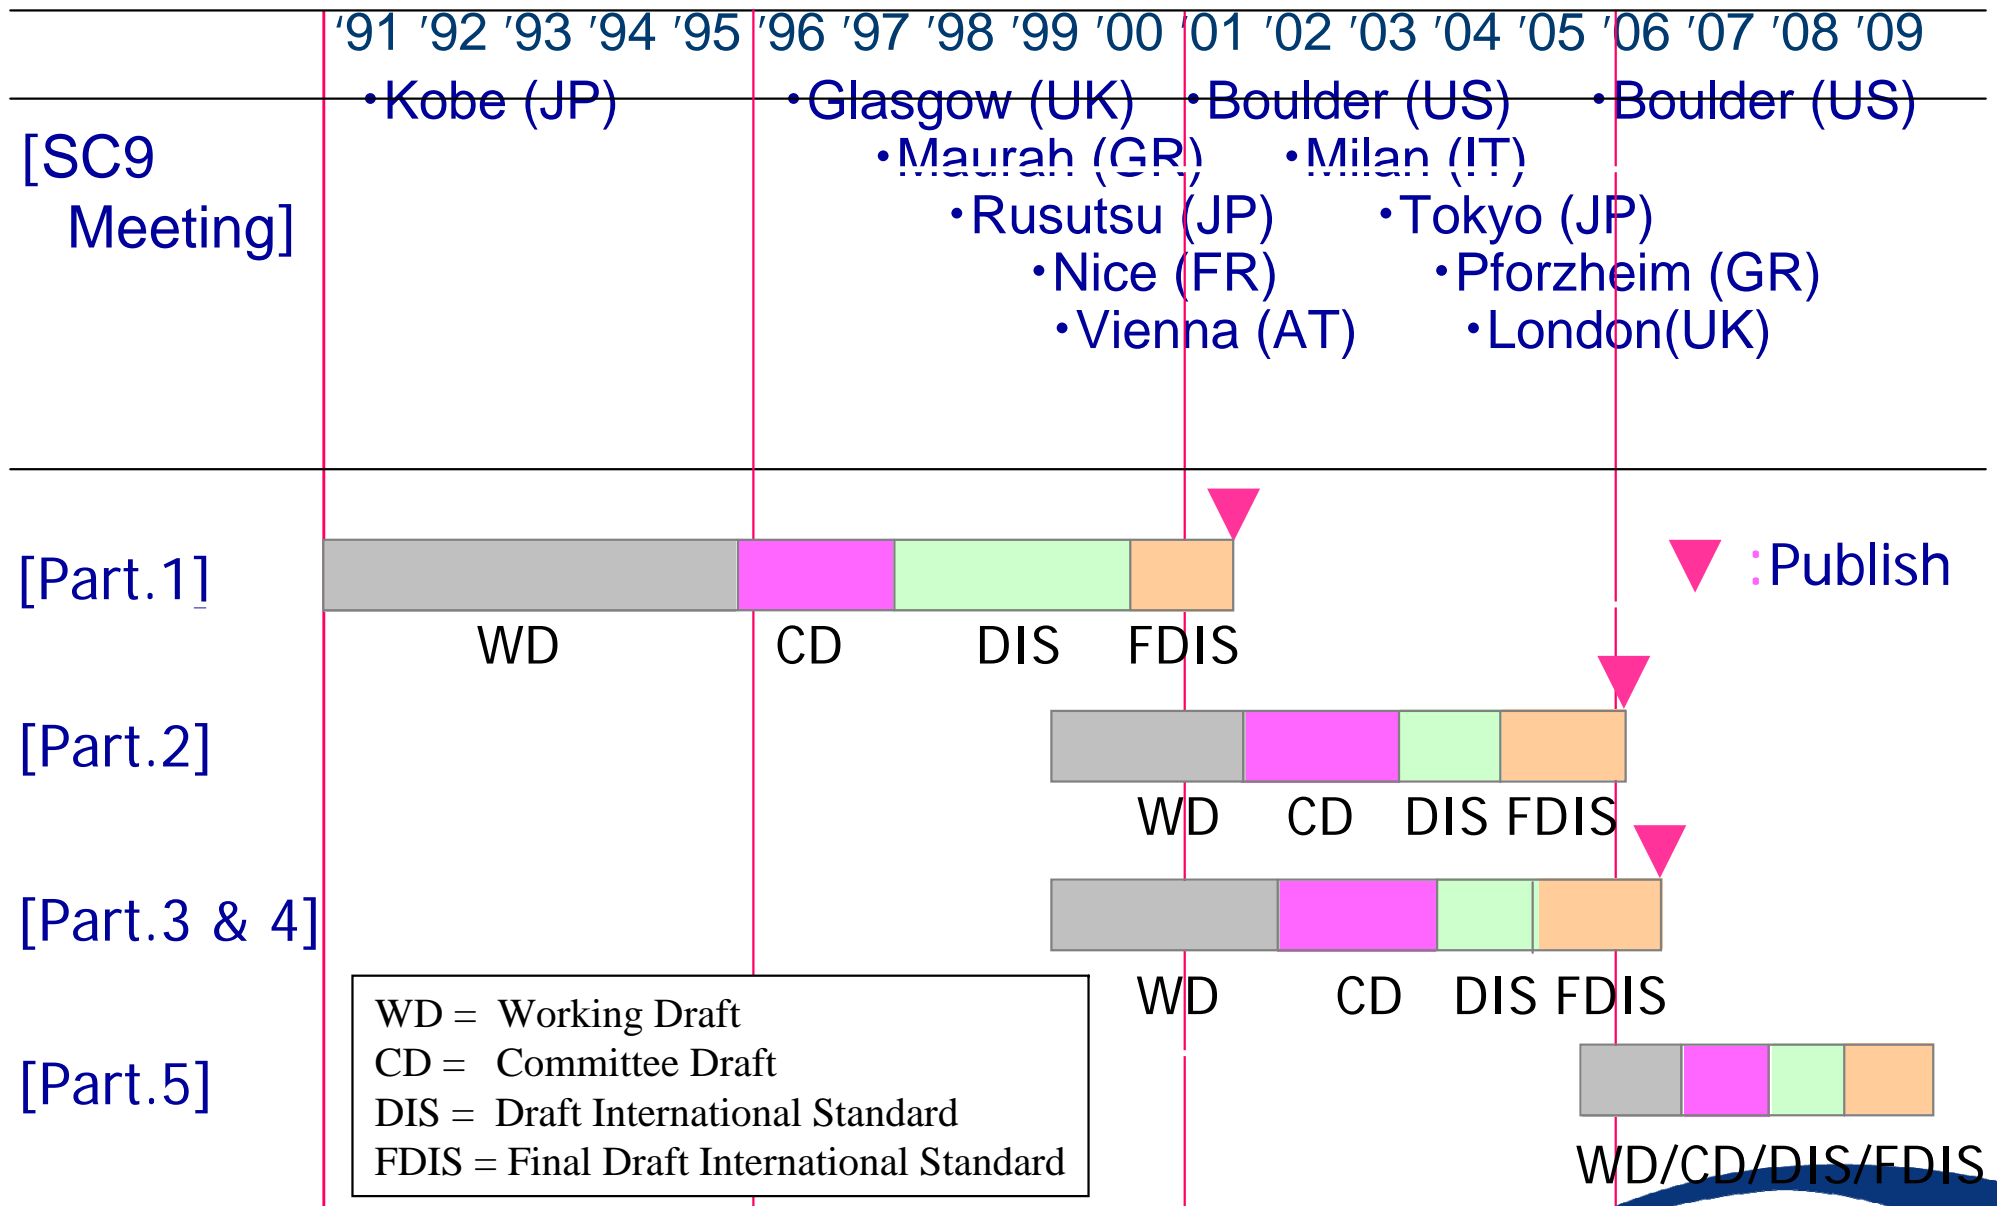 '91 '92 '93 '94 '95 '96 '97 '98 '99 '00 '01 '02 '03 '04 '05 '06 '07 '08 '09
•Kobe (JP) •Glasgow (UK) •Boulder (US) •Boulder (US)
[SC9
Meeting]
•Maurah (GR) •Milan (IT)
•Rusutsu (JP) •Tokyo (JP)
•Nice (FR) •Pforzheim (GR)
•Vienna (AT) •London(UK)
[Part.1]
:Publish
WD CD DIS FDIS
[Part.2]
WD CD DIS FDIS
[Part.3 & 4]
WD CD DIS FDIS
WD = Working Draft
CD = Committee Draft
DIS = Draft International Standard
FDIS = Final Draft International Standard
[Part.5]
WD/CD/DIS/FDIS